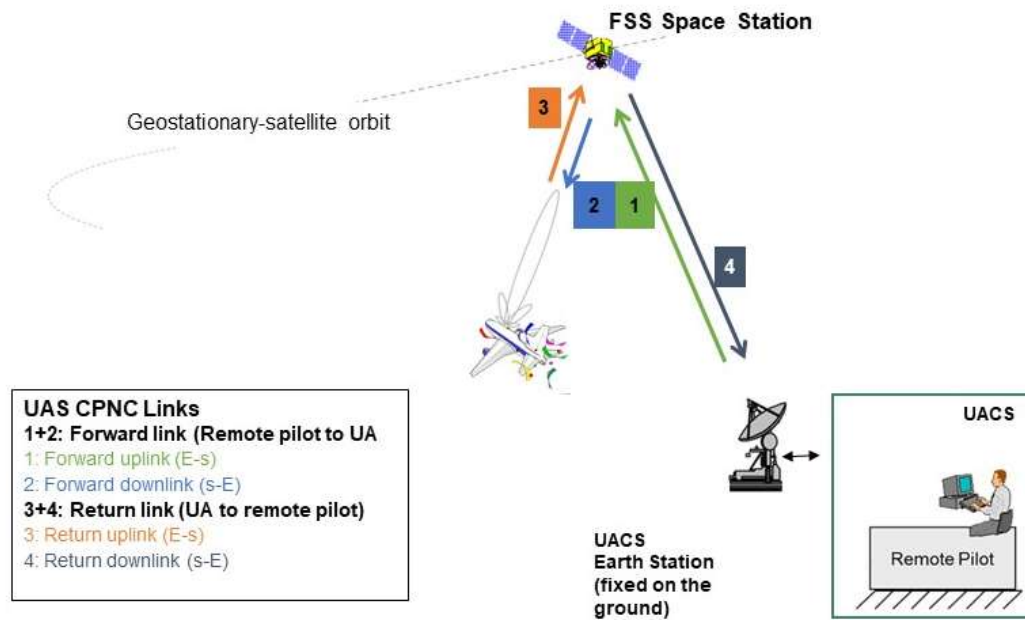 FSS Space Station
3
Geostationary-satellite orbit
2 1
4
UAS CPNC Links
1+2: Forward link (Remote pilot to UA
1: Forward uplink (E-s)
2: Forward downlink (s-E)
3+4: Return link (UA to remote pilot)
3: Return uplink (E-s)
4: Return downlink (s-E)
UACS
Earth Station
(fixed on the
ground)
UACS
Remote Pilot